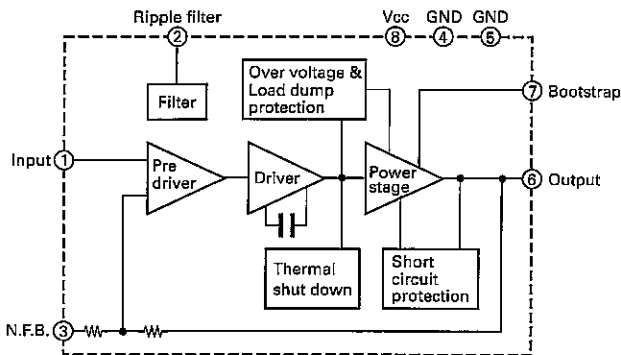 Ripple filter
Vcc
GND
GND
2
8
4
5
Over voltage &
Load dump
protection
7 Bootstrap
Filter
Input 1
Pre
driver
Driver
Power
stage
6 Output
Thermal
shut down
Short
circuit
protection
N.F.B. 3